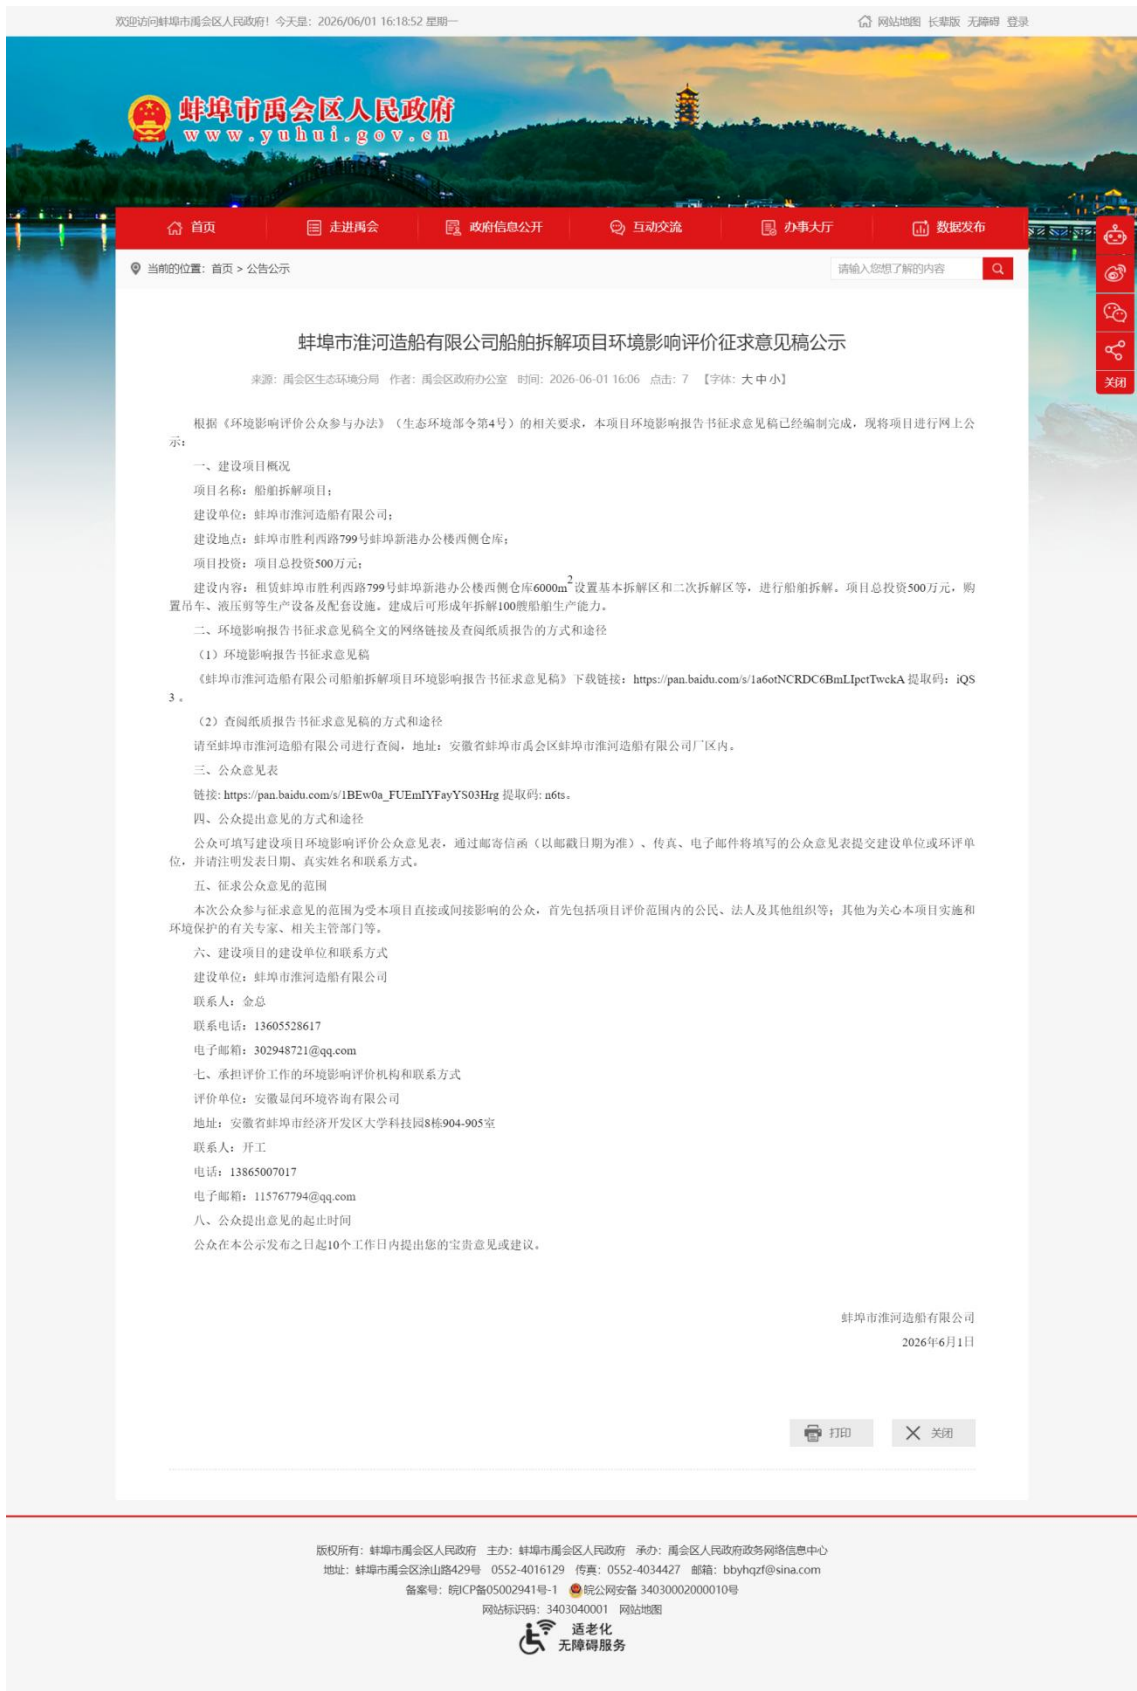 欢迎访问蚌埠市禹会区人民政府！今天是：2026/06/01 16:18:52 星期一
网站地图 长辈版 无障碍 登录
蚌埠市禹会区人民政府
www.yuhui.gov.cn
首页 走进禹会 政府信息公开 互动交流 办事大厅 数据发布
当前的位置：首页 > 公告公示
请输入您想了解的内容
关闭
蚌埠市淮河造船有限公司船舶拆解项目环境影响评价征求意见稿公示
来源：禹会区生态环境分局 作者：禹会区政府办公室 时间：2026-06-01 16:06 点击：7 【字体：大 中 小】
根据《环境影响评价公众参与办法》（生态环境部令第4号）的相关要求，本项目环境影响报告书征求意见稿已经编制完成，现将项目进行网上公
示：
一、建设项目概况
项目名称：船舶拆解项目；
建设单位：蚌埠市淮河造船有限公司；
建设地点：蚌埠市胜利西路799号蚌埠新港办公楼西侧仓库；
项目投资：项目总投资500万元；
建设内容：租赁蚌埠市胜利西路799号蚌埠新港办公楼西侧仓库6000m²设置基本拆解区和二次拆解区等，进行船舶拆解。项目总投资500万元，购
置吊车、液压剪等生产设备及配套设施。建成后可形成年拆解100艘船舶生产能力。
二、环境影响报告书征求意见稿全文的网络链接及查阅纸质报告的方式和途径
（1）环境影响报告书征求意见稿
《蚌埠市淮河造船有限公司船舶拆解项目环境影响报告书征求意见稿》下载链接：https://pan.baidu.com/s/1a6otNCRDC6BmLIpctTwckA 提取码：iQS
3 。
（2）查阅纸质报告书征求意见稿的方式和途径
请至蚌埠市淮河造船有限公司进行查阅，地址：安徽省蚌埠市禹会区蚌埠市淮河造船有限公司厂区内。
三、公众意见表
链接: https://pan.baidu.com/s/1BEw0a_FUEmIYFayYS03Hrg 提取码: n6ts。
四、公众提出意见的方式和途径
公众可填写建设项目环境影响评价公众意见表，通过邮寄信函（以邮戳日期为准）、传真、电子邮件将填写的公众意见表提交建设单位或环评单
位，并请注明发表日期、真实姓名和联系方式。
五、征求公众意见的范围
本次公众参与征求意见的范围为受本项目直接或间接影响的公众，首先包括项目评价范围内的公民、法人及其他组织等；其他为关心本项目实施和
环境保护的有关专家、相关主管部门等。
六、建设项目的建设单位和联系方式
建设单位：蚌埠市淮河造船有限公司
联系人：金总
联系电话：13605528617
电子邮箱：302948721@qq.com
七、承担评价工作的环境影响评价机构和联系方式
评价单位：安徽显闰环境咨询有限公司
地址：安徽省蚌埠市经济开发区大学科技园8栋904-905室
联系人：开工
电话：13865007017
电子邮箱：115767794@qq.com
八、公众提出意见的起止时间
公众在本公示发布之日起10个工作日内提出您的宝贵意见或建议。
蚌埠市淮河造船有限公司
2026年6月1日
打印 关闭
版权所有：蚌埠市禹会区人民政府 主办：蚌埠市禹会区人民政府 承办：禹会区人民政府政务网络信息中心
地址：蚌埠市禹会区涂山路429号 0552-4016129 传真：0552-4034427 邮箱：bbyhqzf@sina.com
备案号：皖ICP备05002941号-1 皖公网安备 34030002000010号
网站标识码：3403040001 网站地图
适老化
无障碍服务